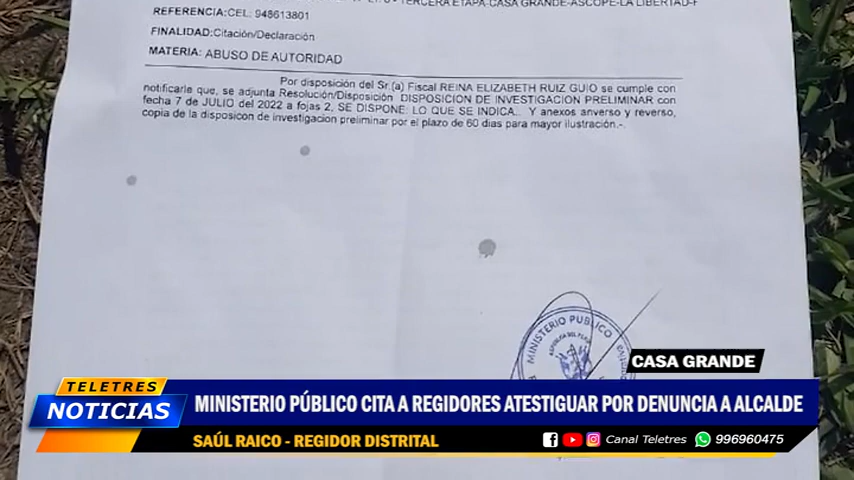 TERCERA ETAPA-CASA GRANDE-ASCOPE-LA LIBERTAD-P
REFERENCIA:CEL: 948613801
FINALIDAD:Citación/Declaración
MATERIA: ABUSO DE AUTORIDAD
Por disposición del Sr.(a) Fiscal REINA ELIZABETH RUIZ GUIO se cumple con
notificarle que, se adjunta Resolución/Disposición DISPOSICION DE INVESTIGACION PRELIMINAR con
fecha 7 de JULIO del 2022 a fojas 2, SE DISPONE: LO QUE SE INDICA.. Y anexos anverso y reverso,
copia de la disposicon de investigacion preliminar por el plazo de 60 dias para mayor ilustración.-
MINISTERIO PUBLICO
REPUBLICA DEL PERU
CASA GRANDE
TELETRES
NOTICIAS
MINISTERIO PÚBLICO CITA A REGIDORES ATESTIGUAR POR DENUNCIA A ALCALDE
SAÚL RAICO - REGIDOR DISTRITAL
Canal Teletres
996960475